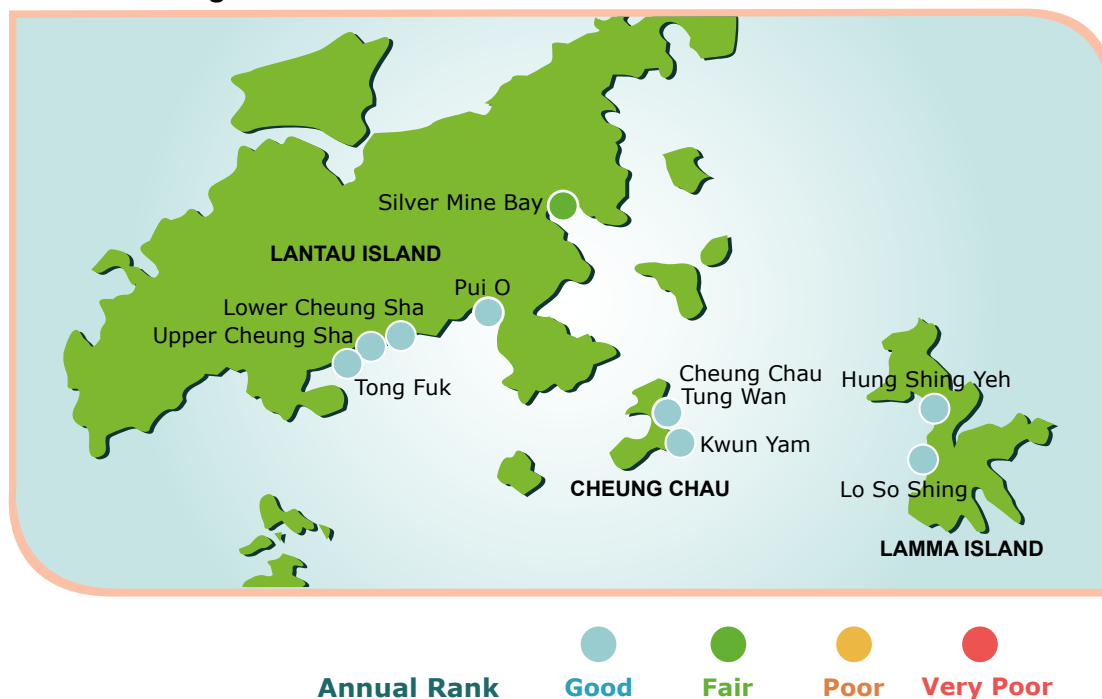 Silver Mine Bay
LANTAU ISLAND
Pui O
Lower Cheung Sha
Upper Cheung Sha
Tong Fuk
Cheung Chau
Tung Wan
Hung Shing Yeh
Kwun Yam
CHEUNG CHAU
Lo So Shing
LAMMA ISLAND
Annual Rank Good Fair Poor Very Poor